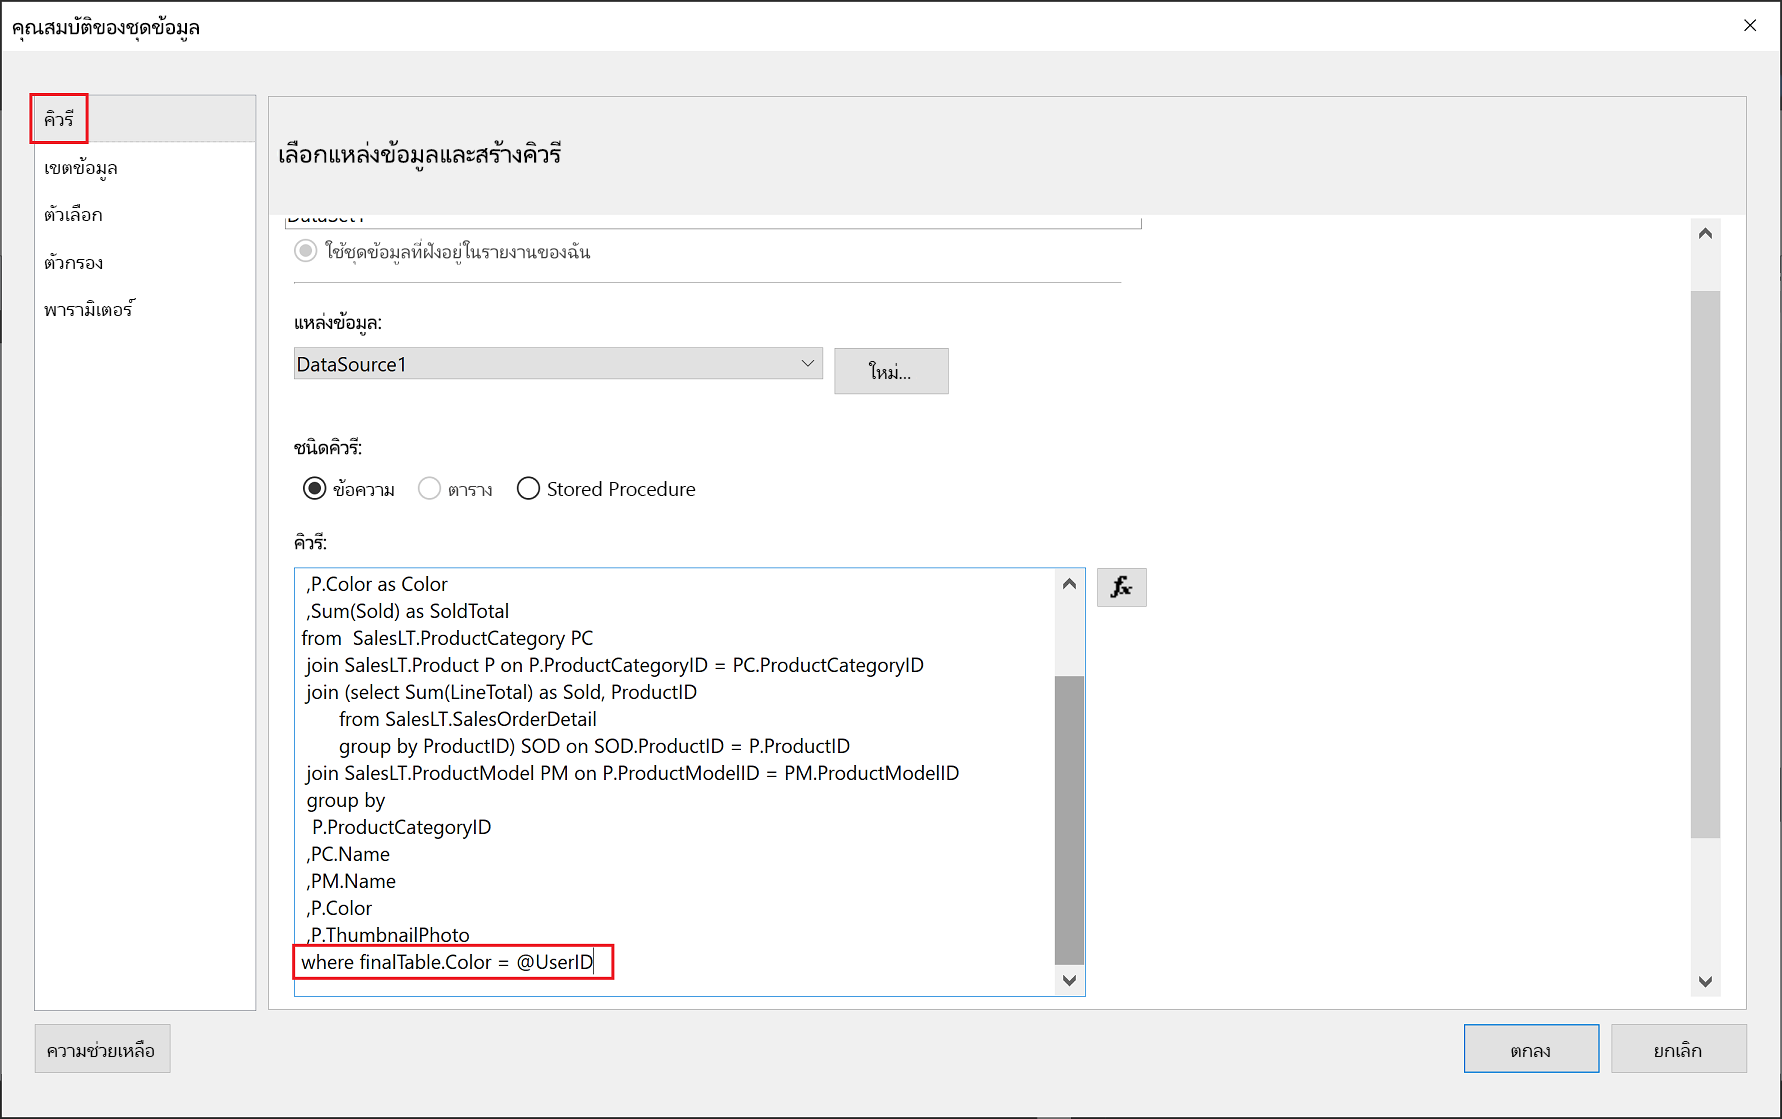 คุณสมบัติของชุดข้อมูล
คิวรี
เขตข้อมูล
ตัวเลือก
ตัวกรอง
พารามิเตอร์
เลือกแหล่งข้อมูลและสร้างคิวรี
DataSet1
ใช้ชุดข้อมูลที่ฝังอยู่ในรายงานของฉัน
แหล่งข้อมูล:
DataSource1
ใหม่...
ชนิดคิวรี:
ข้อความ ตาราง Stored Procedure
คิวรี:
,P.Color as Color
,Sum(Sold) as SoldTotal
from  SalesLT.ProductCategory PC
join SalesLT.Product P on P.ProductCategoryID = PC.ProductCategoryID
join (select Sum(LineTotal) as Sold, ProductID
from SalesLT.SalesOrderDetail
group by ProductID) SOD on SOD.ProductID = P.ProductID
join SalesLT.ProductModel PM on P.ProductModelID = PM.ProductModelID
group by
P.ProductCategoryID
,PC.Name
,PM.Name
,P.Color
,P.ThumbnailPhoto
where finalTable.Color = @UserID
fx
ความช่วยเหลือ
ตกลง
ยกเลิก